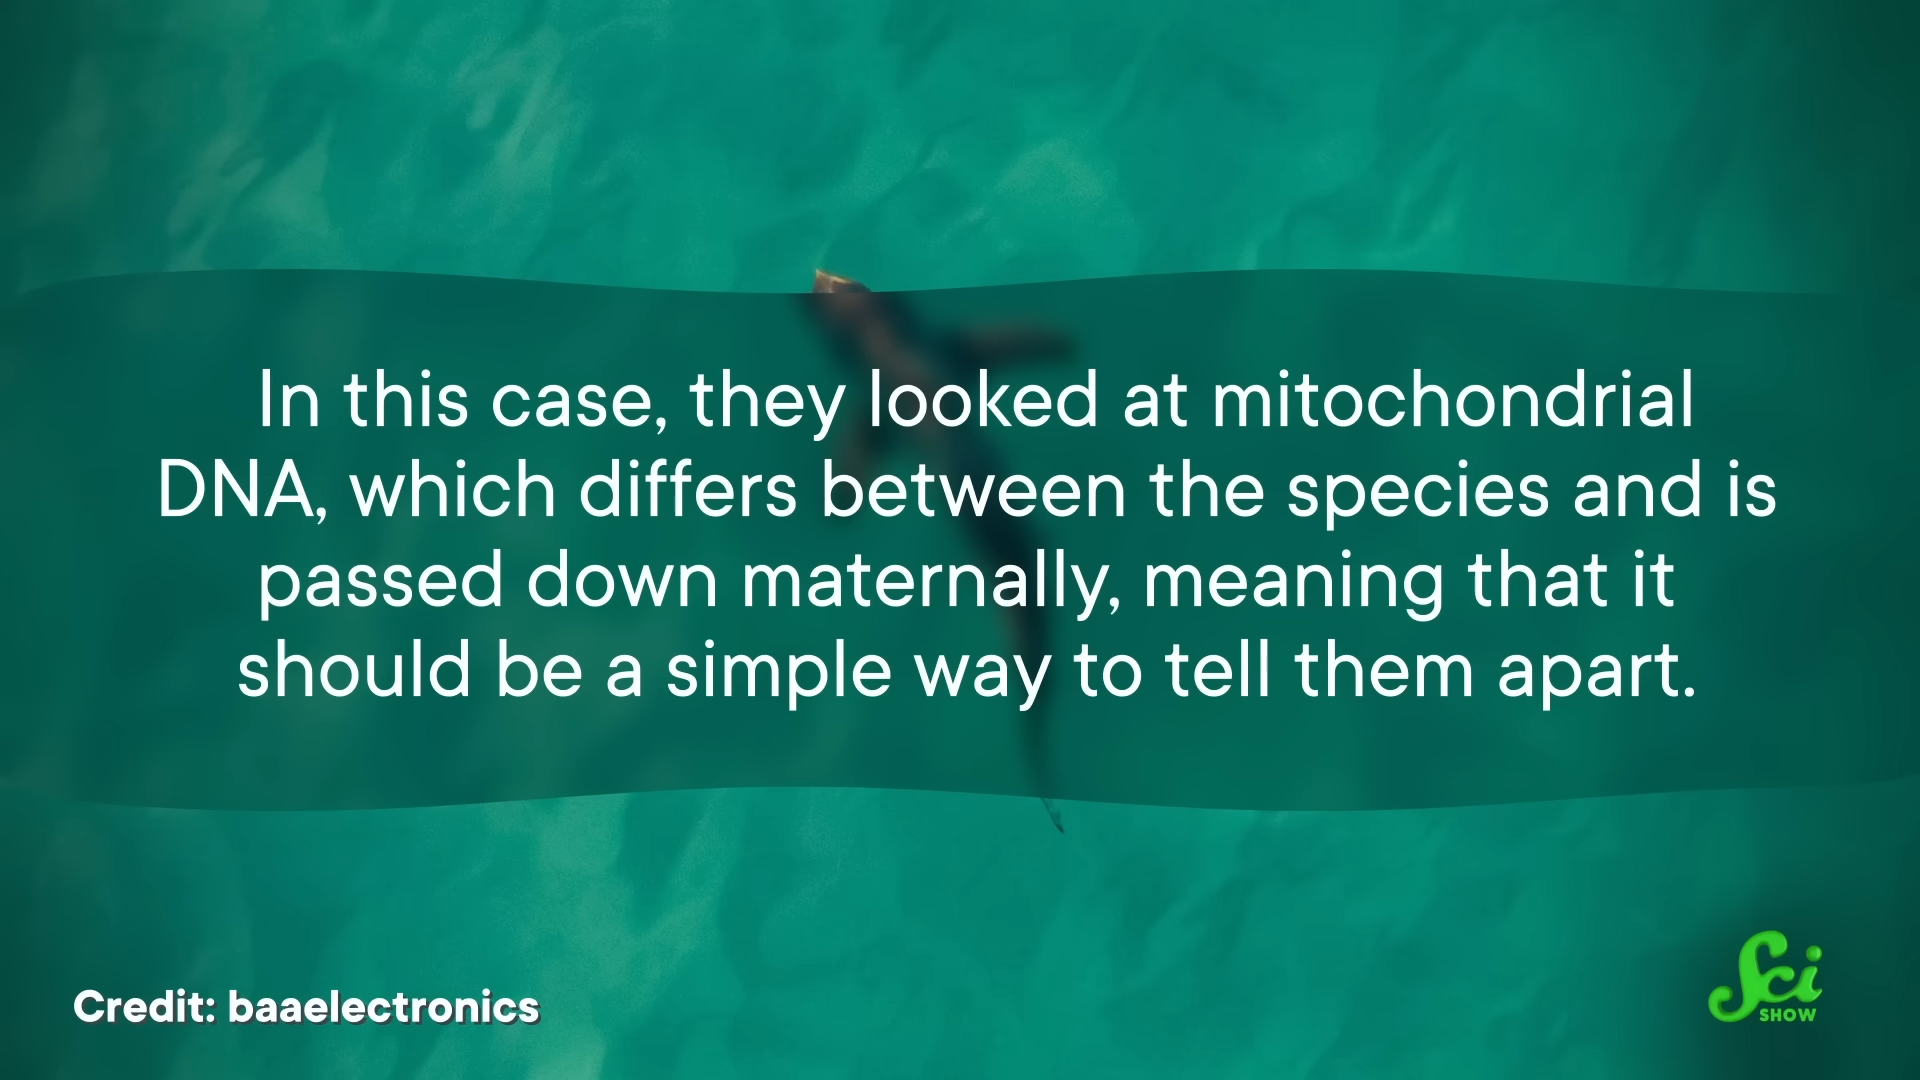 In this case, they looked at mitochondrial
DNA, which differs between the species and is
passed down maternally, meaning that it
should be a simple way to tell them apart.
Credit: baaelectronics
Sci
SHOW